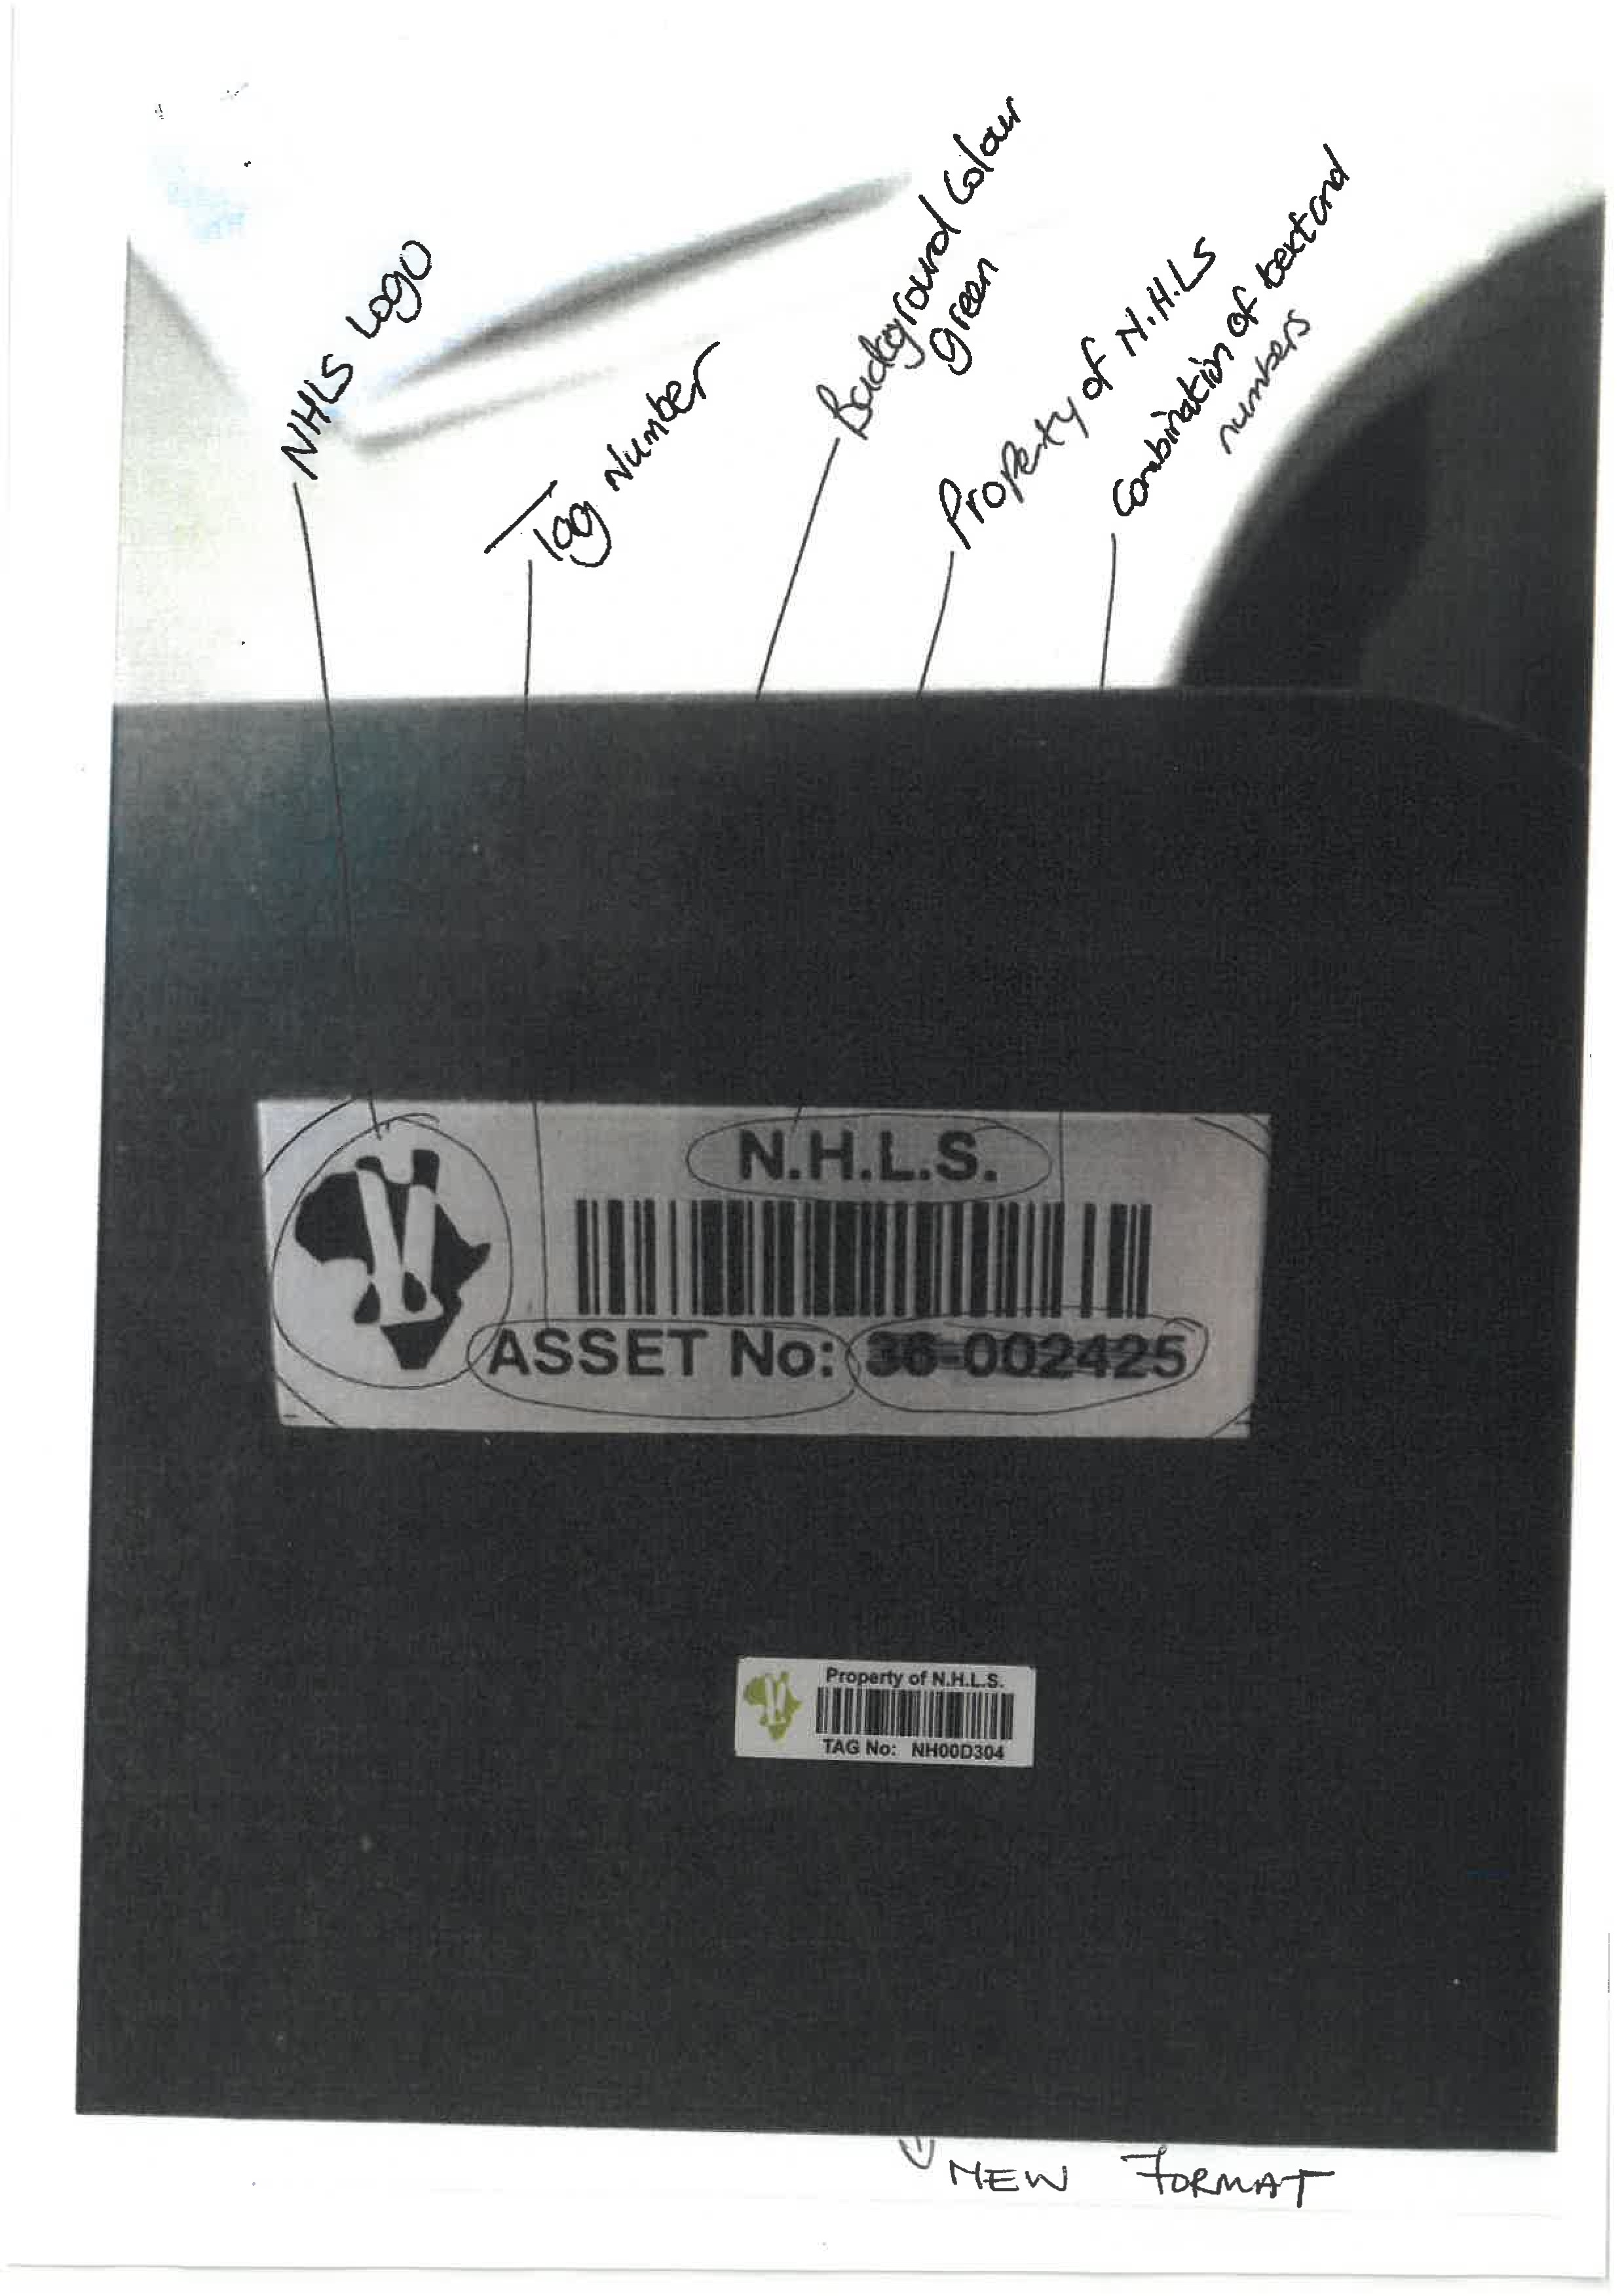 NHLS Logo
Tag Number
Background Colour
green
Property of N.H.LS
Combination of text and
numbers
N.H.L.S.
ASSET No: 36-002425
Property of N.H.L.S.
TAG No: NH00D304
NEW FORMAT